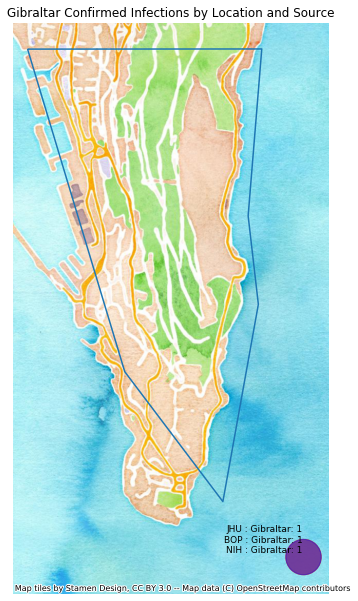 Gibraltar Confirmed Infections by Location and Source
JHU : Gibraltar: 1
BOP : Gibraltar: 1
NIH : Gibraltar: 1
Map tiles by Stamen Design, CC BY 3.0 -- Map data (C) OpenStreetMap contributors